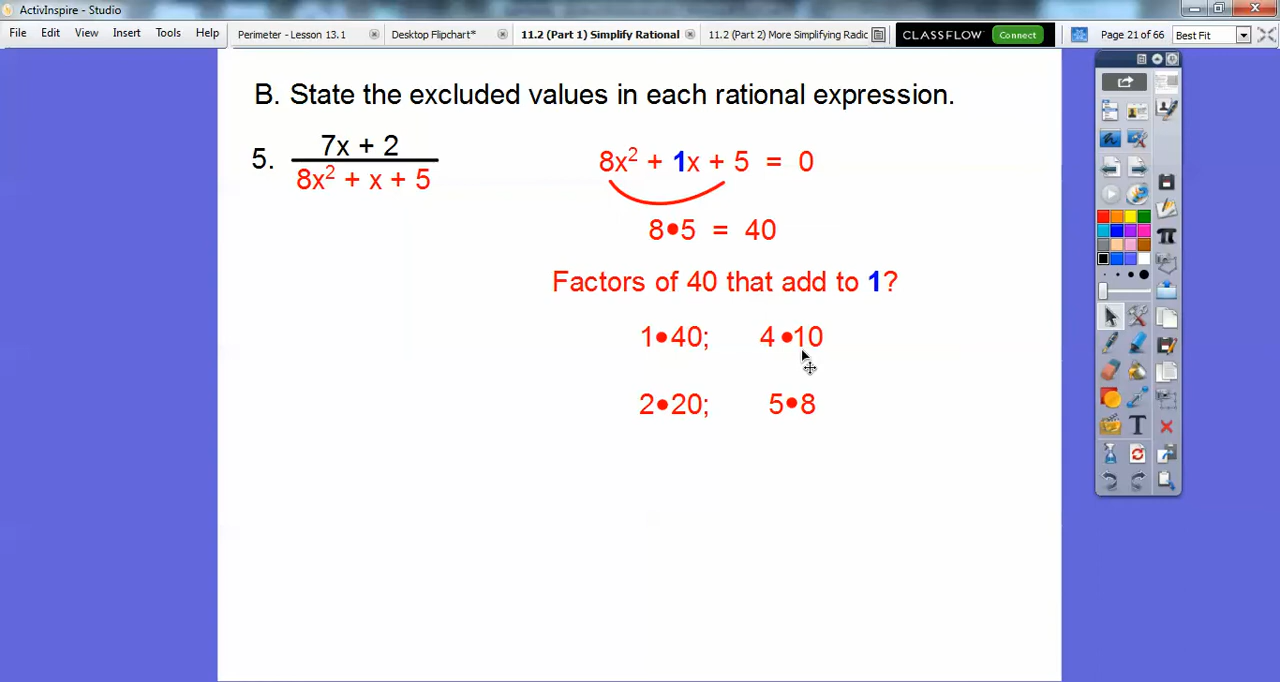 ActivInspire - Studio
File Edit View Insert Tools Help Perimeter - Lesson 13.1 Desktop Flipchart* 11.2 (Part 1) Simplify Rational 11.2 (Part 2) More Simplifying Radic CLASSFLOW Connect Page 21 of 66 Best Fit
B. State the excluded values in each rational expression.
5. 7x + 2
8x² + x + 5
8x² + 1x + 5 = 0
8•5 = 40
Factors of 40 that add to 1?
1•40; 4•10
2•20; 5•8